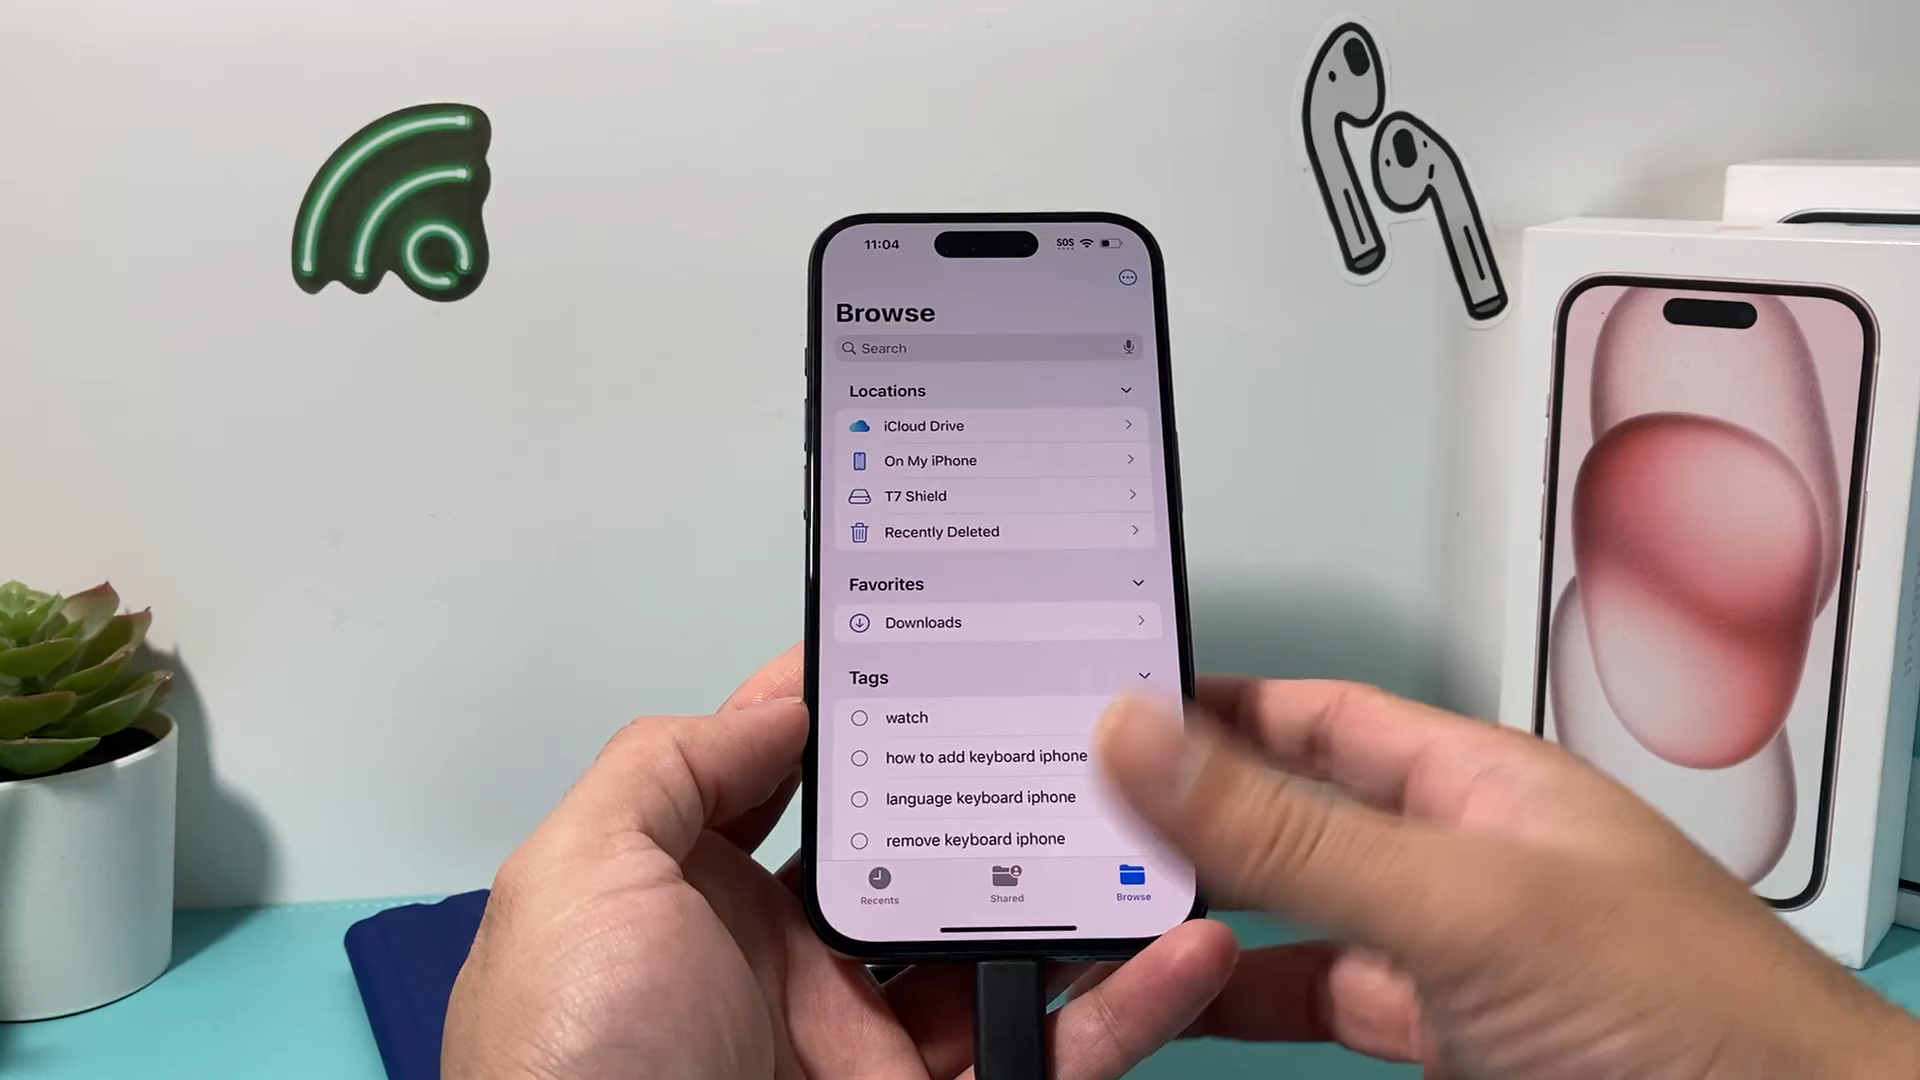 11:04
SOS
Browse
Search
Locations
iCloud Drive
On My iPhone
T7 Shield
Recently Deleted
Favorites
Downloads
Tags
watch
how to add keyboard iphone
language keyboard iphone
remove keyboard iphone
Recents
Shared
Browse